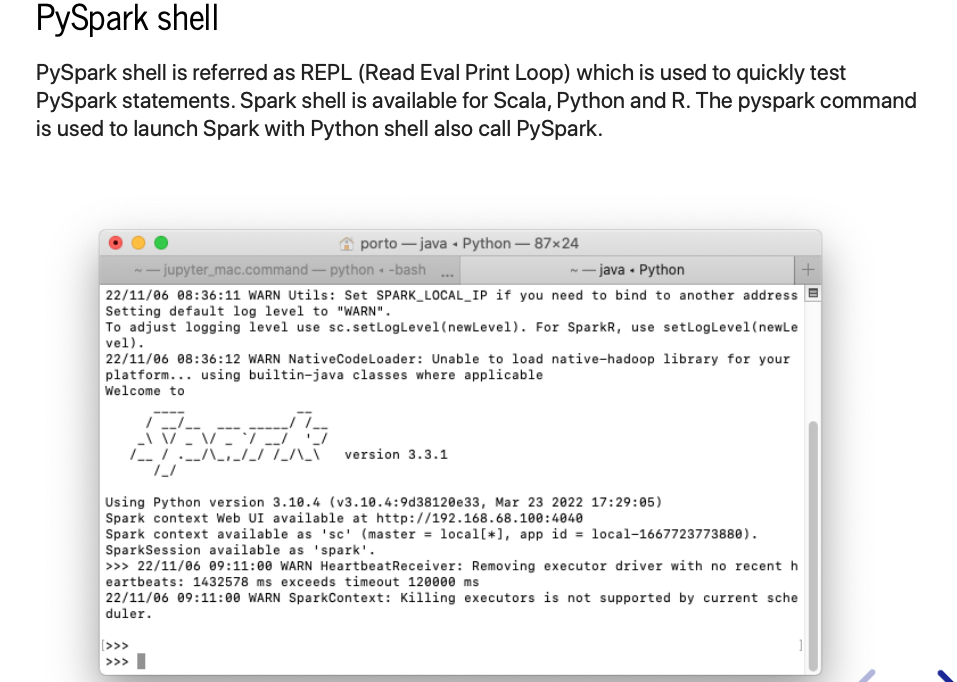 PySpark shell
PySpark shell is referred as REPL (Read Eval Print Loop) which is used to quickly test
PySpark statements. Spark shell is available for Scala, Python and R. The pyspark command
is used to launch Spark with Python shell also call PySpark.
porto — java ◂ Python — 87×24
~ — jupyter_mac.command — python ◂ -bash ...
~ — java ◂ Python
+
22/11/06 08:36:11 WARN Utils: Set SPARK_LOCAL_IP if you need to bind to another address
Setting default log level to "WARN".
To adjust logging level use sc.setLogLevel(newLevel). For SparkR, use setLogLevel(newLe
vel).
22/11/06 08:36:12 WARN NativeCodeLoader: Unable to load native-hadoop library for your
platform... using builtin-java classes where applicable
Welcome to
      ____              __
     / __/__  ___ _____/ /__
    _\ \/ _ \/ _ `/ __/  '_/
   /__ / .__/\_,_/_/ /_/\_\   version 3.3.1
      /_/
Using Python version 3.10.4 (v3.10.4:9d38120e33, Mar 23 2022 17:29:05)
Spark context Web UI available at http://192.168.68.100:4040
Spark context available as 'sc' (master = local[*], app id = local-1667723773880).
SparkSession available as 'spark'.
>>> 22/11/06 09:11:00 WARN HeartbeatReceiver: Removing executor driver with no recent h
eartbeats: 1432578 ms exceeds timeout 120000 ms
22/11/06 09:11:00 WARN SparkContext: Killing executors is not supported by current sche
duler.
[>>> ]
>>>